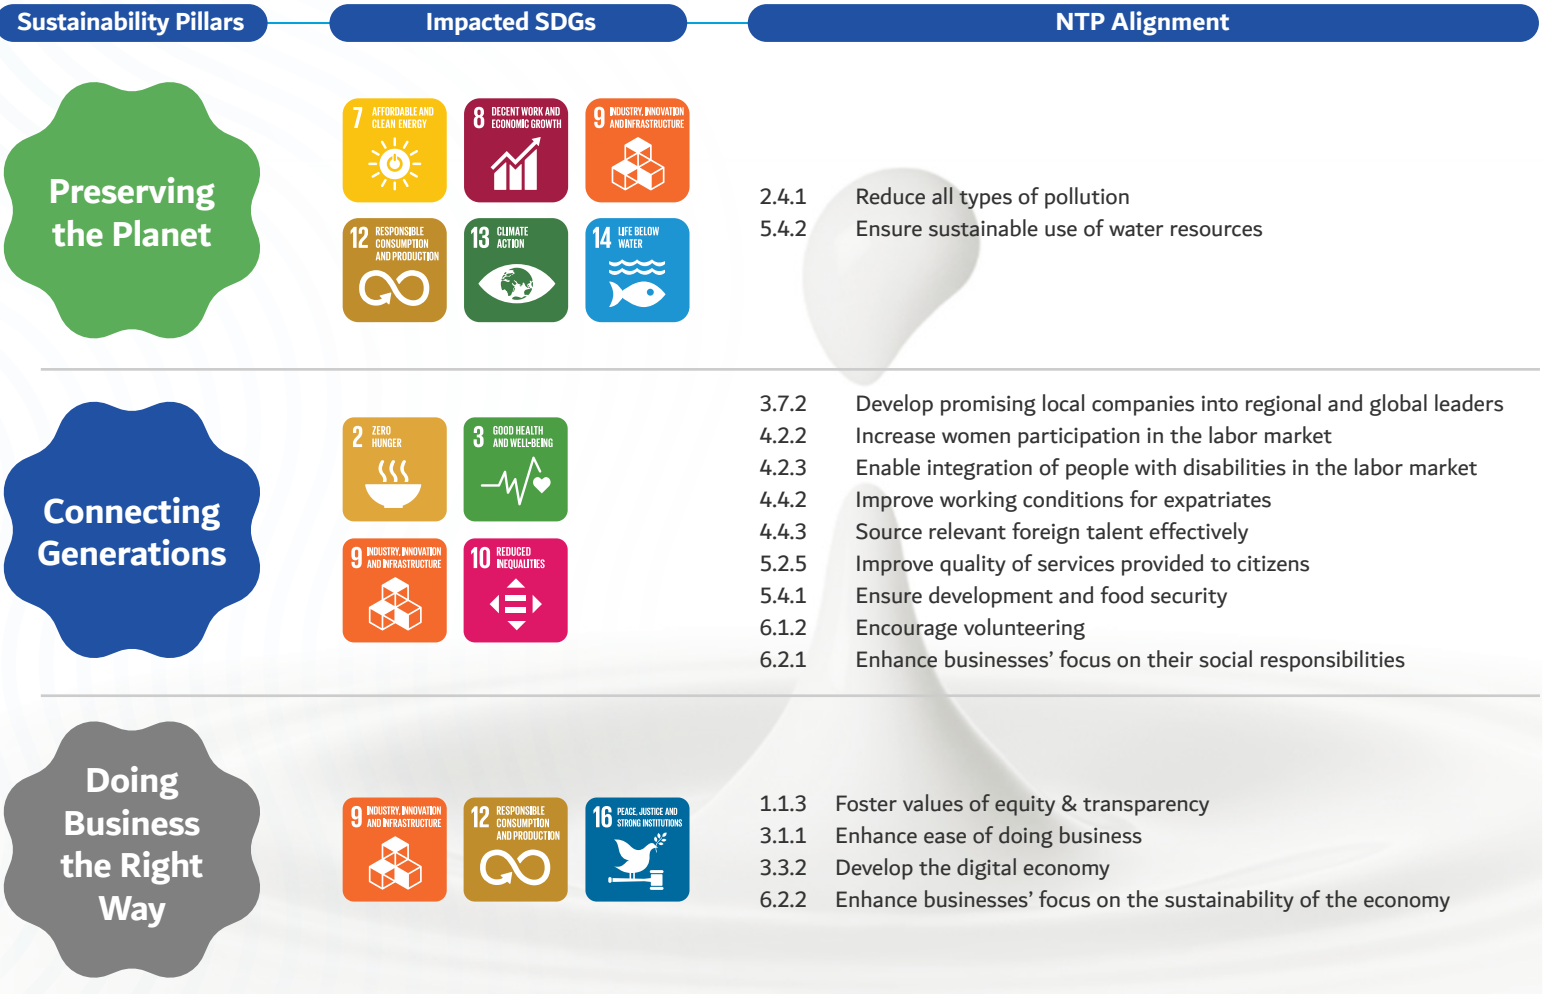 Sustainability Pillars
Impacted SDGs
NTP Alignment
Preserving
the Planet
7 AFFORDABLE AND
CLEAN ENERGY
8 DECENT WORK AND
ECONOMIC GROWTH
9 INDUSTRY, INNOVATION
AND INFRASTRUCTURE
12 RESPONSIBLE
CONSUMPTION
AND PRODUCTION
13 CLIMATE
ACTION
14 LIFE BELOW
WATER
2.4.1 Reduce all types of pollution
5.4.2 Ensure sustainable use of water resources
Connecting
Generations
2 ZERO
HUNGER
3 GOOD HEALTH
AND WELL-BEING
9 INDUSTRY, INNOVATION
AND INFRASTRUCTURE
10 REDUCED
INEQUALITIES
3.7.2 Develop promising local companies into regional and global leaders
4.2.2 Increase women participation in the labor market
4.2.3 Enable integration of people with disabilities in the labor market
4.4.2 Improve working conditions for expatriates
4.4.3 Source relevant foreign talent effectively
5.2.5 Improve quality of services provided to citizens
5.4.1 Ensure development and food security
6.1.2 Encourage volunteering
6.2.1 Enhance businesses’ focus on their social responsibilities
Doing
Business
the Right
Way
9 INDUSTRY, INNOVATION
AND INFRASTRUCTURE
12 RESPONSIBLE
CONSUMPTION
AND PRODUCTION
16 PEACE, JUSTICE AND
STRONG INSTITUTIONS
1.1.3 Foster values of equity & transparency
3.1.1 Enhance ease of doing business
3.3.2 Develop the digital economy
6.2.2 Enhance businesses’ focus on the sustainability of the economy